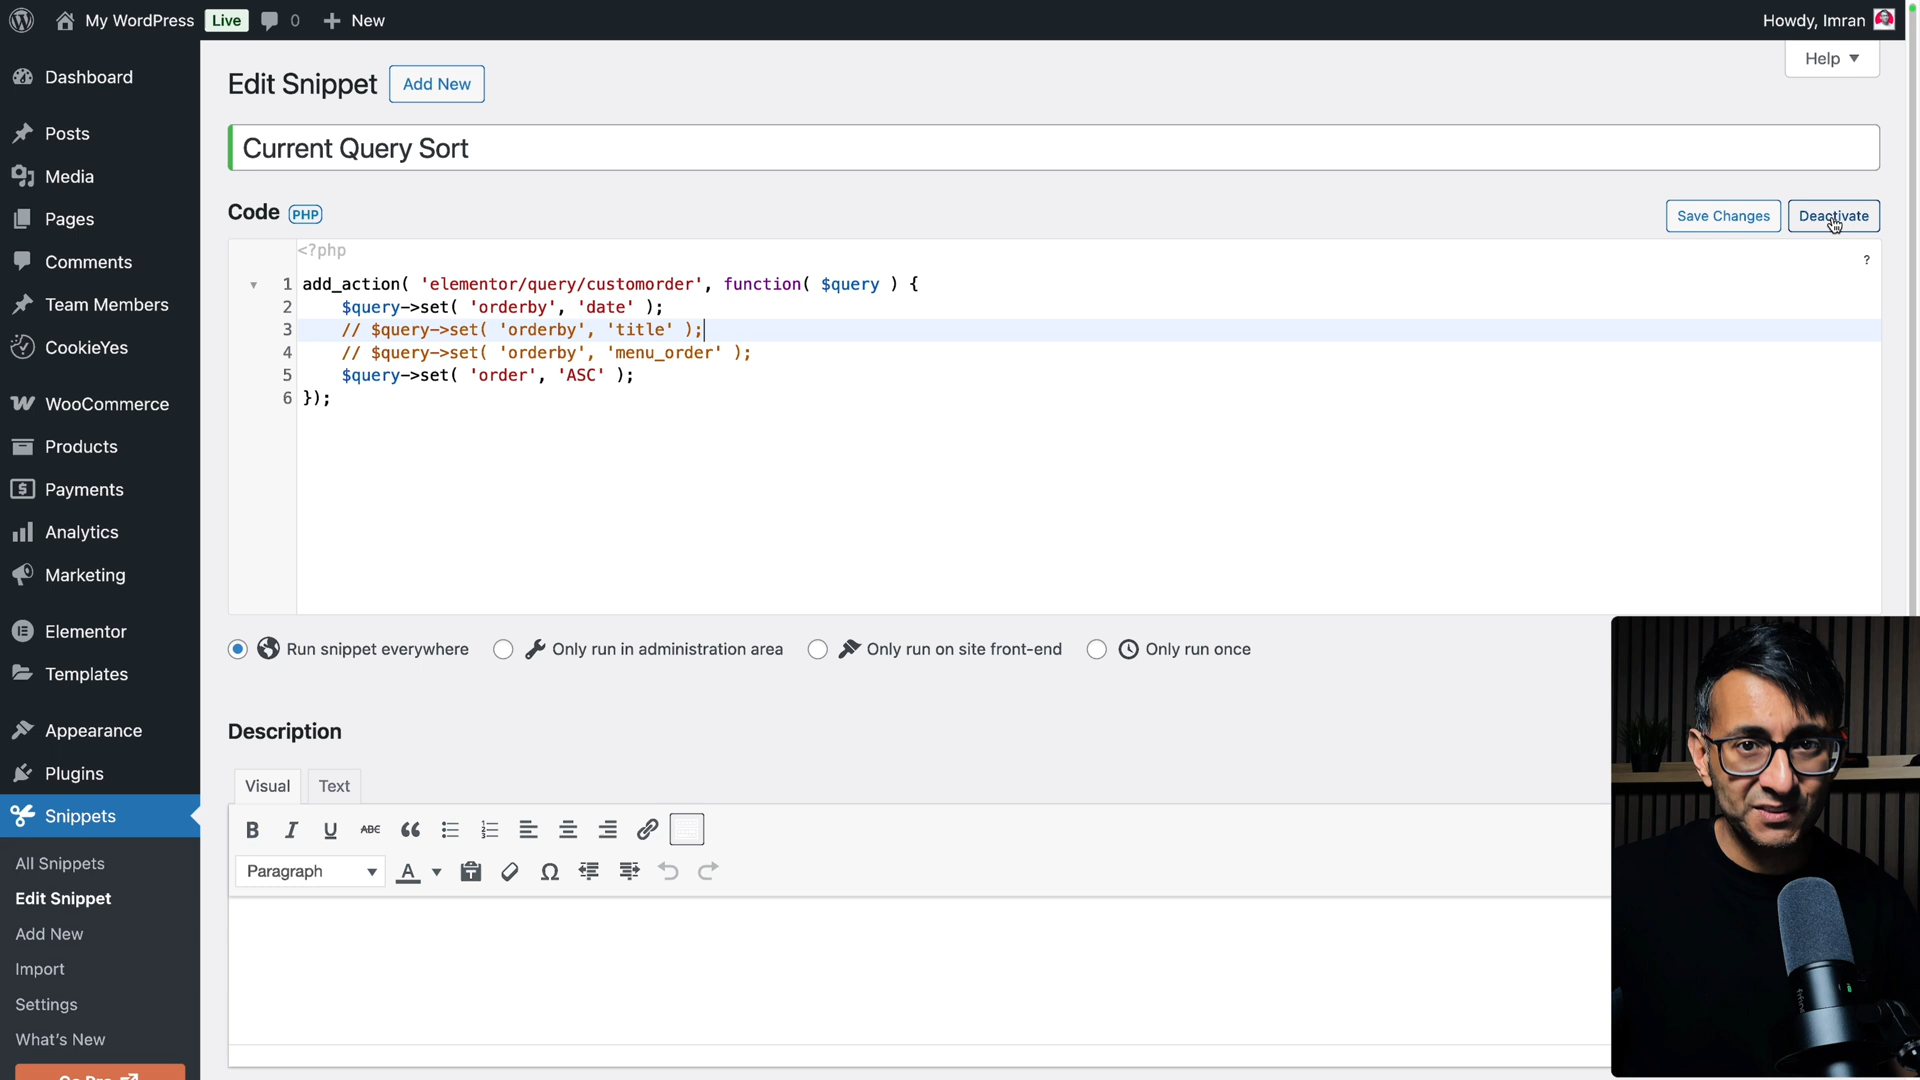 My WordPress Live 0 New
Howdy, Imran
Help
Dashboard
Posts
Media
Pages
Comments
Team Members
CookieYes
WooCommerce
Products
Payments
Analytics
Marketing
Elementor
Templates
Appearance
Plugins
Snippets
All Snippets
Edit Snippet
Add New
Import
Settings
What's New
Edit Snippet Add New
Current Query Sort
Code PHP
Save Changes Deactivate
<?php
?
1 add_action( 'elementor/query/customorder', function( $query ) {
2 $query->set( 'orderby', 'date' );
3 // $query->set( 'orderby', 'title' );
4 // $query->set( 'orderby', 'menu_order' );
5 $query->set( 'order', 'ASC' );
6 });
Run snippet everywhere Only run in administration area Only run on site front-end Only run once
Description
Visual Text
B I U ABC
Paragraph A Ω